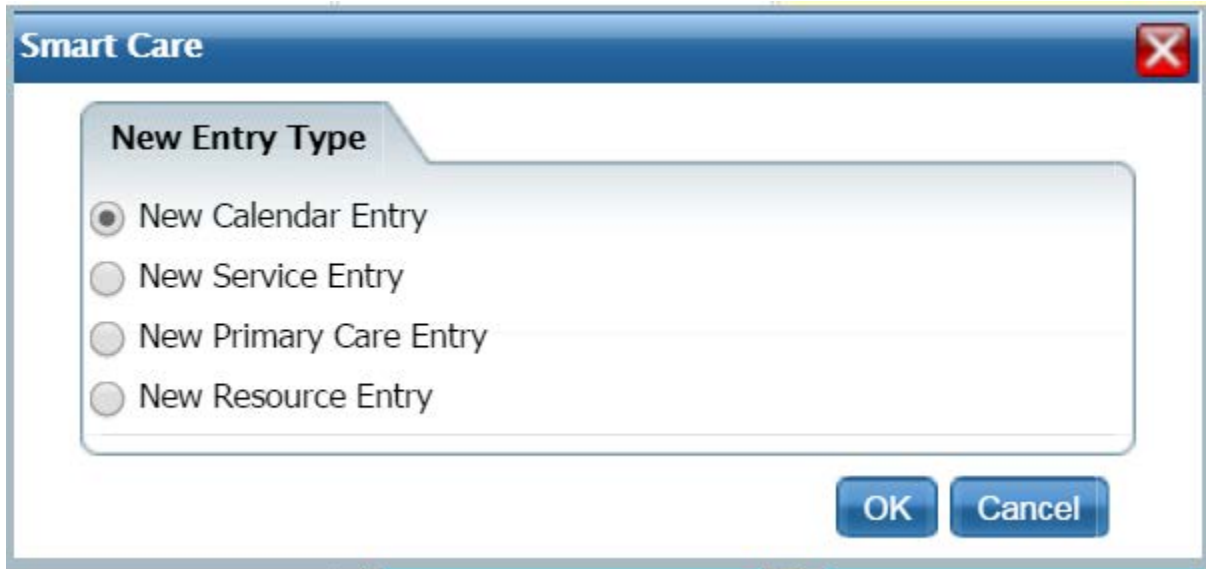 Smart Care
New Entry Type
New Calendar Entry
New Service Entry
New Primary Care Entry
New Resource Entry
OK Cancel